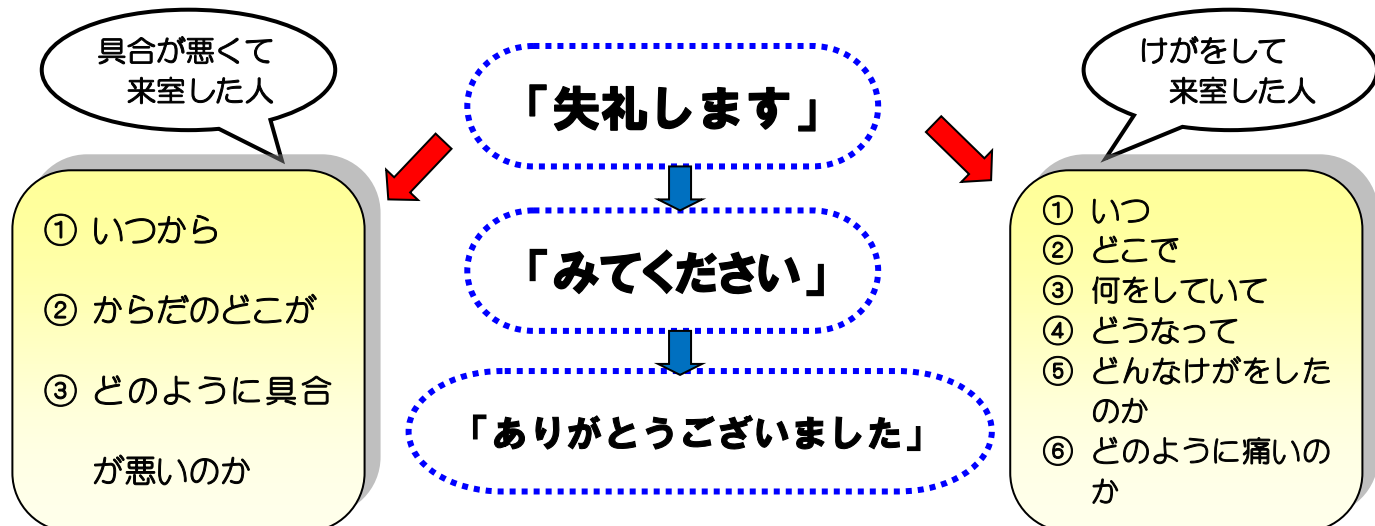 具合が悪くて
来室した人
① いつから
② からだのどこが
③ どのように具合
が悪いのか
「失礼します」
「みてください」
「ありがとうございました」
けがをして
来室した人
① いつ
② どこで
③ 何をしていて
④ どうなって
⑤ どんなけがをした
のか
⑥ どのように痛いの
か